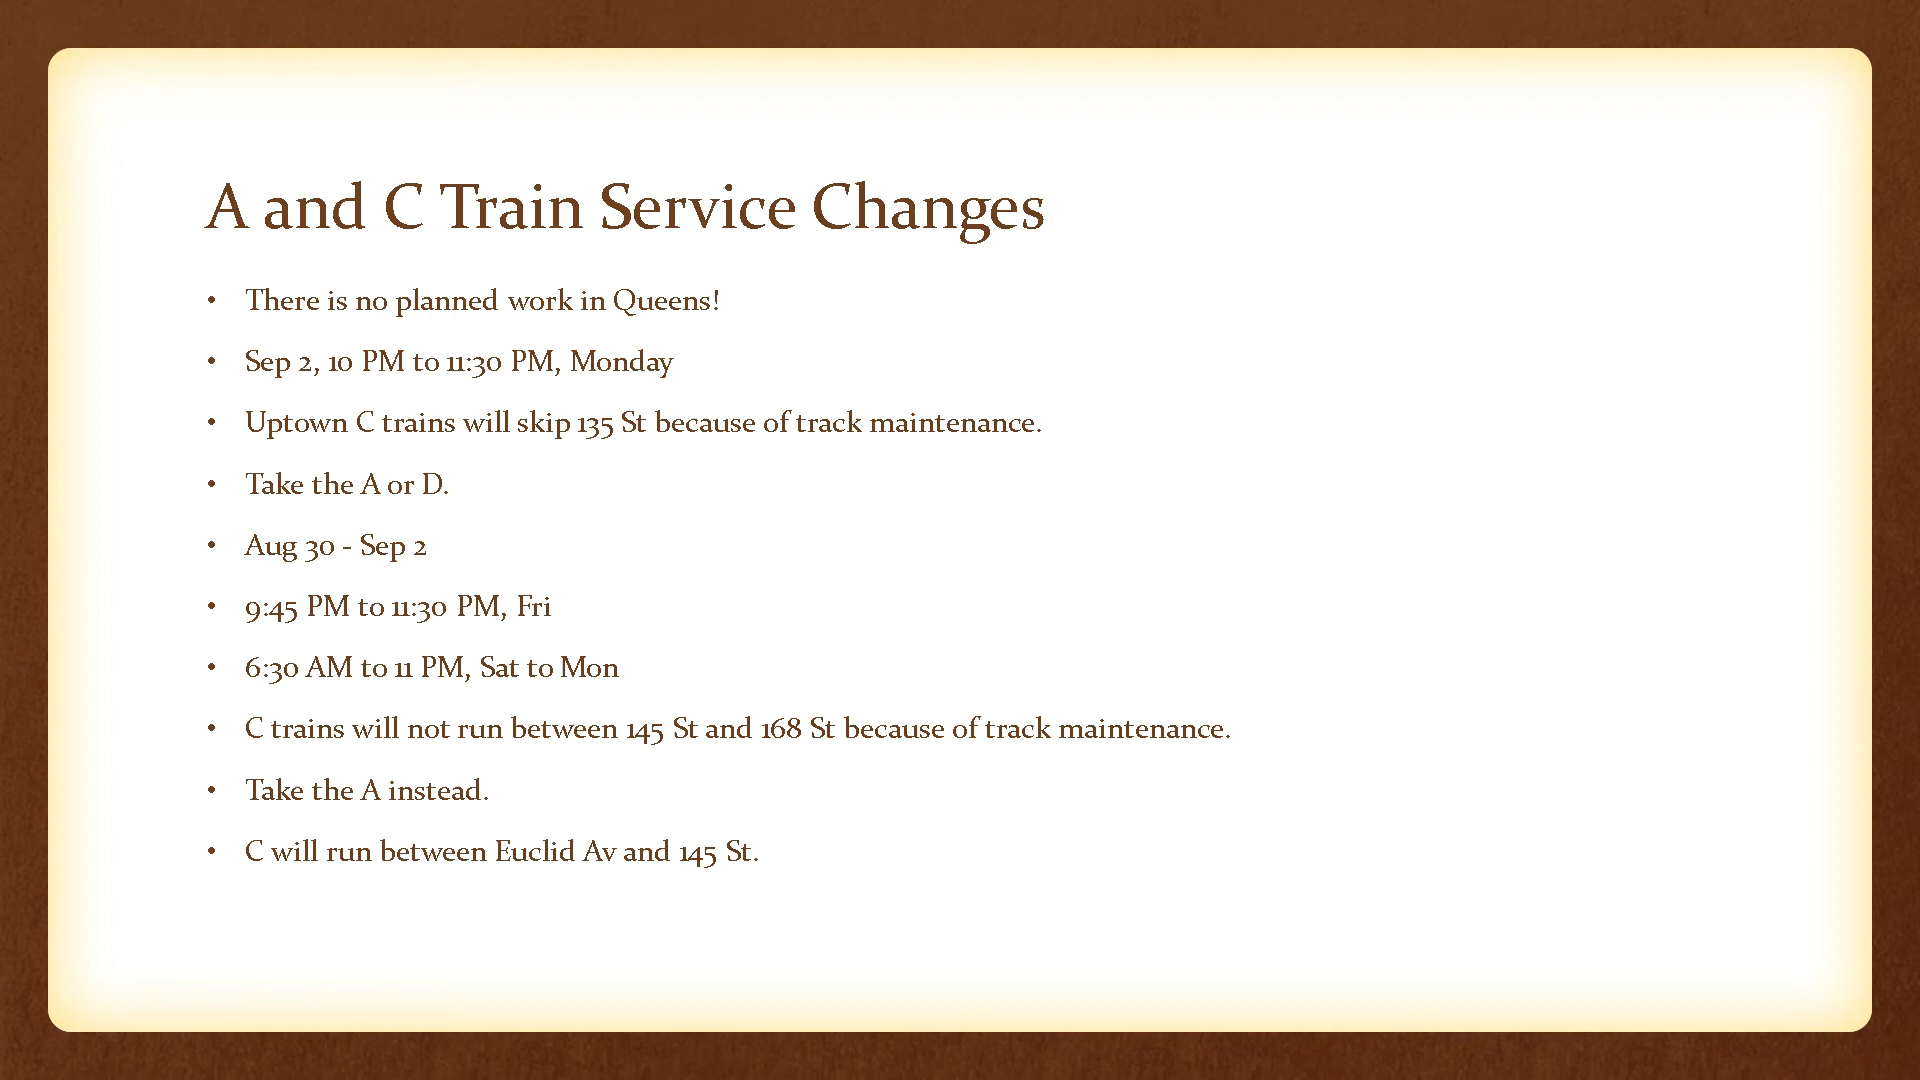 A and C Train Service Changes
• There is no planned work in Queens!
• Sep 2, 10 PM to 11:30 PM, Monday
• Uptown C trains will skip 135 St because of track maintenance.
• Take the A or D.
• Aug 30 - Sep 2
• 9:45 PM to 11:30 PM, Fri
• 6:30 AM to 11 PM, Sat to Mon
• C trains will not run between 145 St and 168 St because of track maintenance.
• Take the A instead.
• C will run between Euclid Av and 145 St.